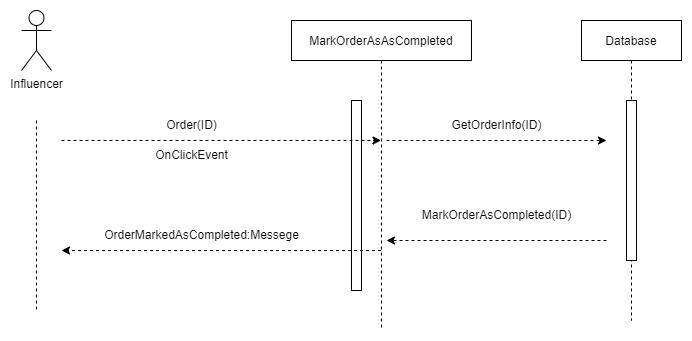 MarkOrderAsAsCompleted
Database
Influencer
Order(ID)
GetOrderInfo(ID)
OnClickEvent
MarkOrderAsCompleted(ID)
OrderMarkedAsCompleted:Messege